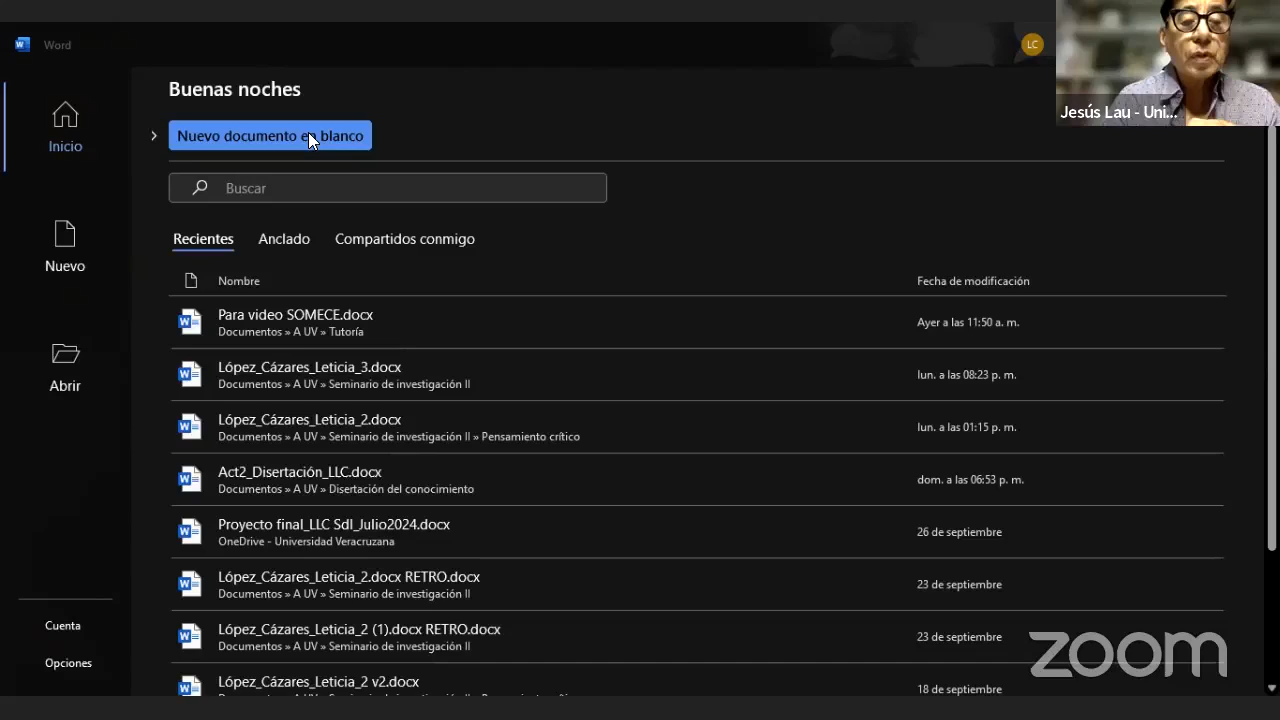 Word
LC
Jesús Lau - Uni...
Buenas noches
Nuevo documento en blanco
Buscar
Inicio
Nuevo
Abrir
Cuenta
Opciones
Recientes Anclado Compartidos conmigo
Nombre Fecha de modificación
Para video SOMECE.docx
Documentos » A UV » Tutoría
Ayer a las 11:50 a. m.
López_Cázares_Leticia_3.docx
Documentos » A UV » Seminario de investigación II
lun. a las 08:23 p. m.
López_Cázares_Leticia_2.docx
Documentos » A UV » Seminario de investigación II » Pensamiento crítico
lun. a las 01:15 p. m.
Act2_Disertación_LLC.docx
Documentos » A UV » Disertación del conocimiento
dom. a las 06:53 p. m.
Proyecto final_LLC SdI_Julio2024.docx
OneDrive - Universidad Veracruzana
26 de septiembre
López_Cázares_Leticia_2.docx RETRO.docx
Documentos » A UV » Seminario de investigación II
23 de septiembre
López_Cázares_Leticia_2 (1).docx RETRO.docx
Documentos » A UV » Seminario de investigación II
23 de septiembre
López_Cázares_Leticia_2 v2.docx
18 de septiembre
zoom